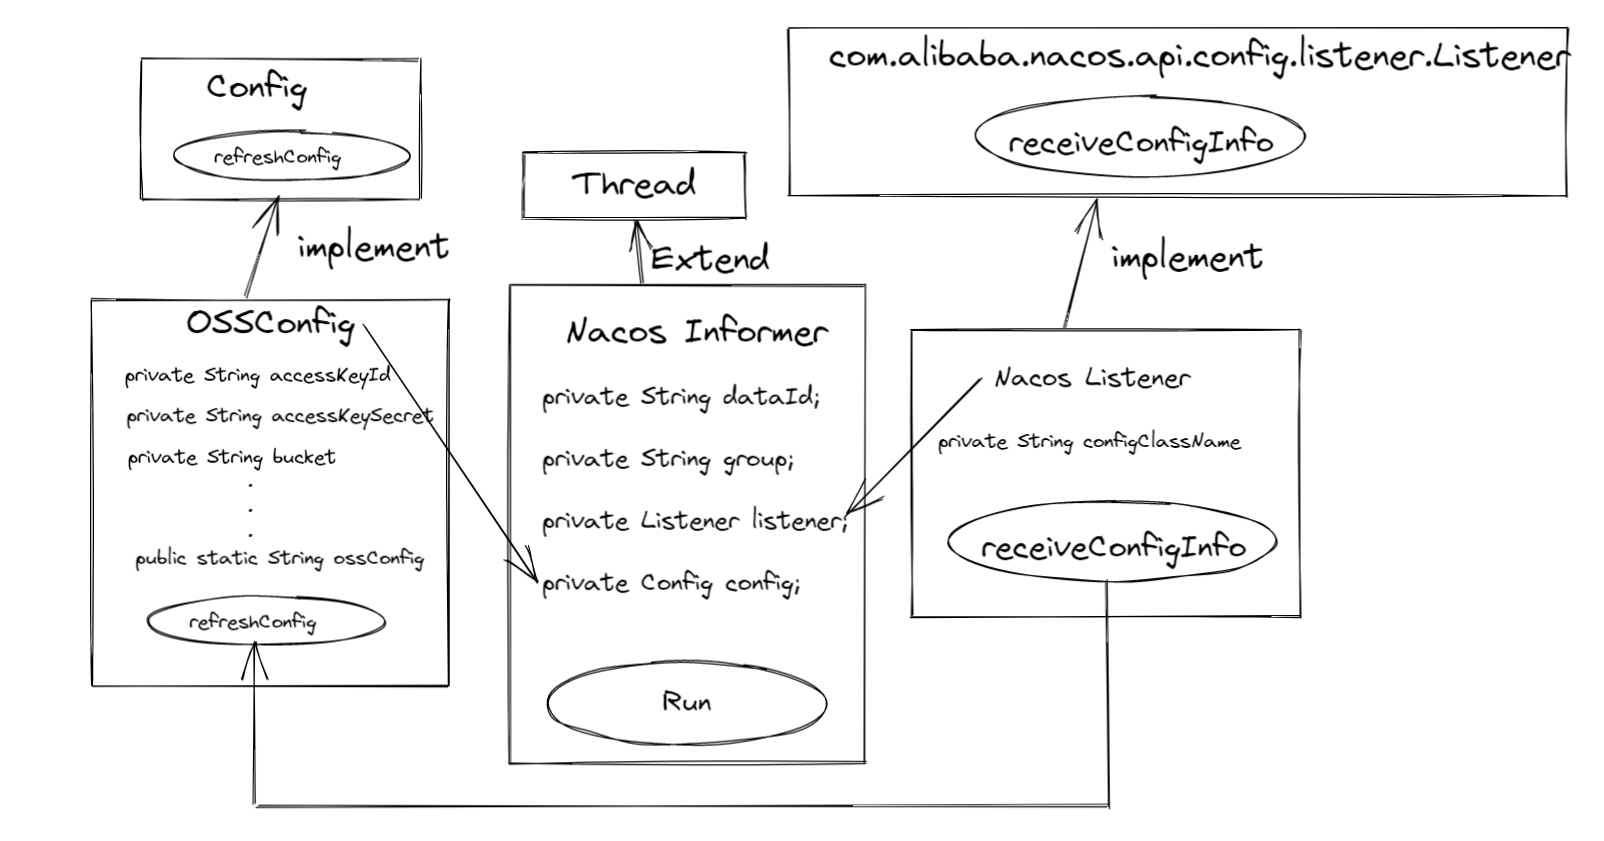 com.alibaba.nacos.api.config.listener.Listener
receiveConfigInfo
Config
refreshConfig
Thread
implement
Extend
implement
OSSConfig
private String accessKeyId
private String accessKeySecret
private String bucket
.
.
.
public static String ossConfig
refreshConfig
Nacos Informer
private String dataId;
private String group;
private Listener listener;
private Config config;
Run
Nacos Listener
private String configClassName
receiveConfigInfo